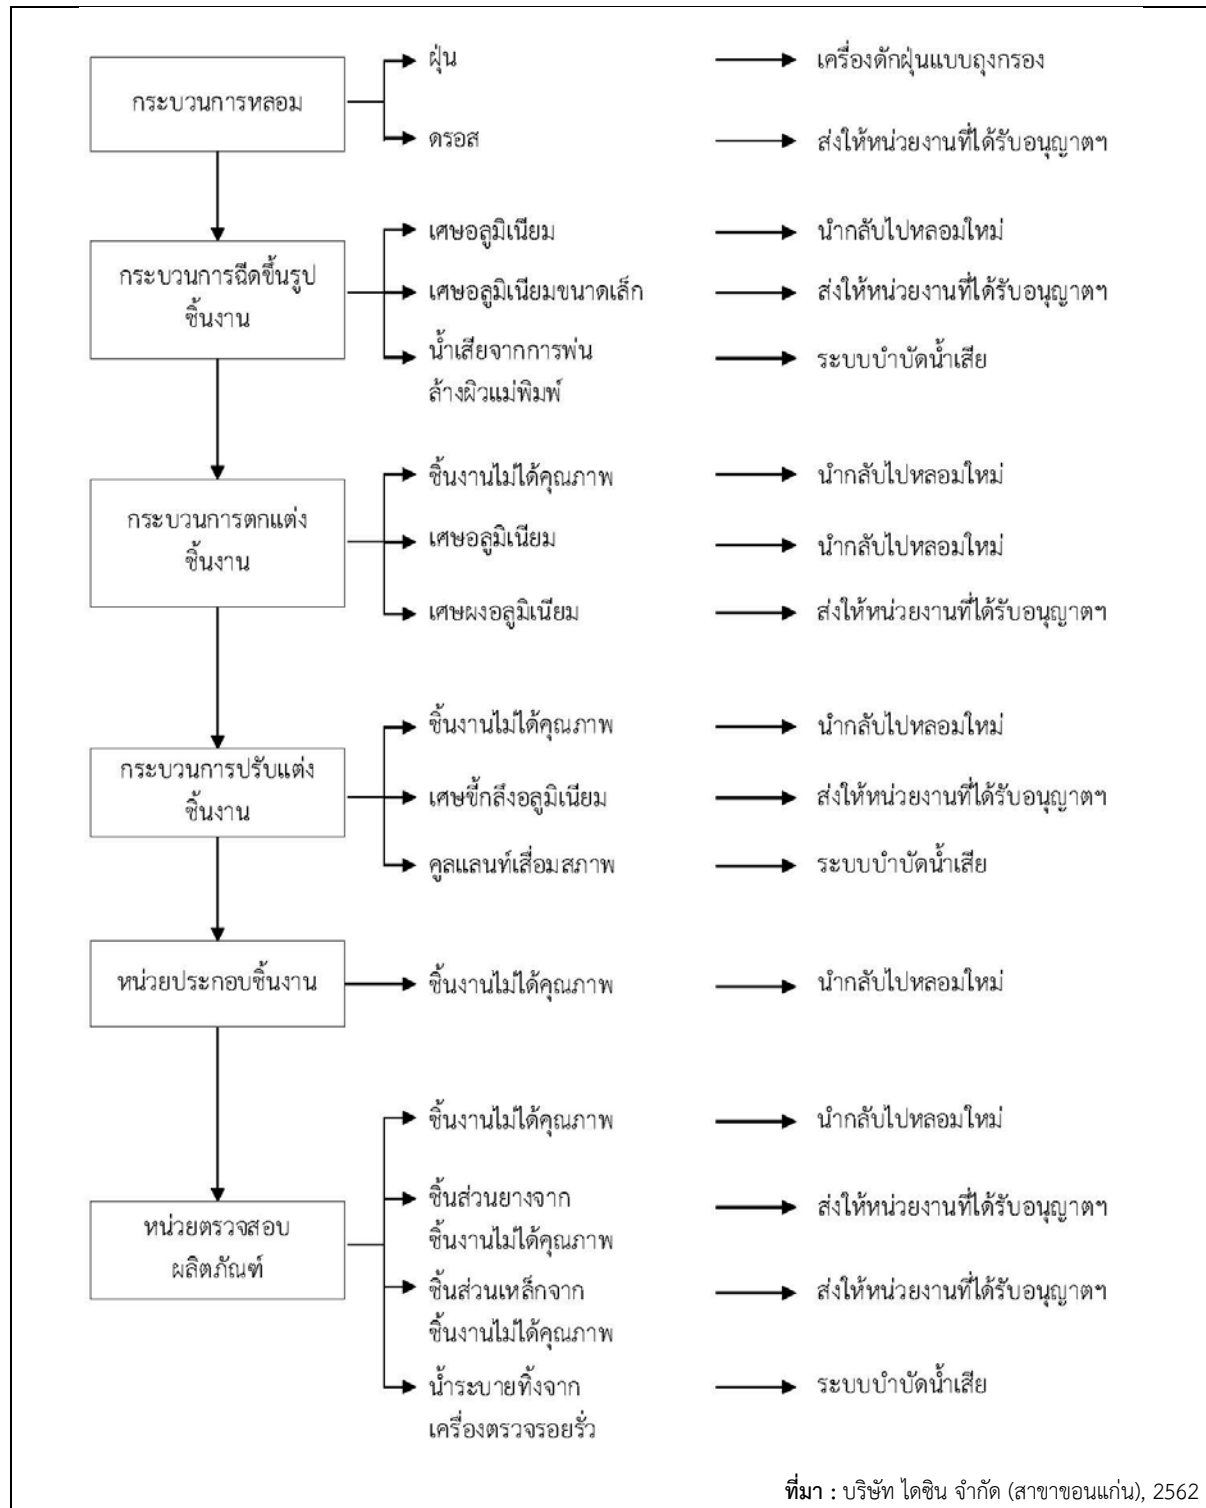 ฝุ่น
เครื่องดักฝุ่นแบบถุงกรอง
กระบวนการหลอม
ดรอส
ส่งให้หน่วยงานที่ได้รับอนุญาตฯ
เศษอลูมิเนียม
นำกลับไปหลอมใหม่
กระบวนการฉีดขึ้นรูป
ชิ้นงาน
เศษอลูมิเนียมขนาดเล็ก
ส่งให้หน่วยงานที่ได้รับอนุญาตฯ
น้ำเสียจากการพ่น
ล้างผิวแม่พิมพ์
ระบบบำบัดน้ำเสีย
ชิ้นงานไม่ได้คุณภาพ
นำกลับไปหลอมใหม่
กระบวนการตกแต่ง
ชิ้นงาน
เศษอลูมิเนียม
นำกลับไปหลอมใหม่
เศษผงอลูมิเนียม
ส่งให้หน่วยงานที่ได้รับอนุญาตฯ
ชิ้นงานไม่ได้คุณภาพ
นำกลับไปหลอมใหม่
กระบวนการปรับแต่ง
ชิ้นงาน
เศษขี้กลึงอลูมิเนียม
ส่งให้หน่วยงานที่ได้รับอนุญาตฯ
คูลแลนท์เสื่อมสภาพ
ระบบบำบัดน้ำเสีย
หน่วยประกอบชิ้นงาน
ชิ้นงานไม่ได้คุณภาพ
นำกลับไปหลอมใหม่
ชิ้นงานไม่ได้คุณภาพ
นำกลับไปหลอมใหม่
หน่วยตรวจสอบ
ผลิตภัณฑ์
ชิ้นส่วนยางจาก
ชิ้นงานไม่ได้คุณภาพ
ส่งให้หน่วยงานที่ได้รับอนุญาตฯ
ชิ้นส่วนเหล็กจาก
ชิ้นงานไม่ได้คุณภาพ
ส่งให้หน่วยงานที่ได้รับอนุญาตฯ
น้ำระบายทิ้งจาก
เครื่องตรวจรอยรั่ว
ระบบบำบัดน้ำเสีย
ที่มา : บริษัท ไดชิน จำกัด (สาขาขอนแก่น), 2562